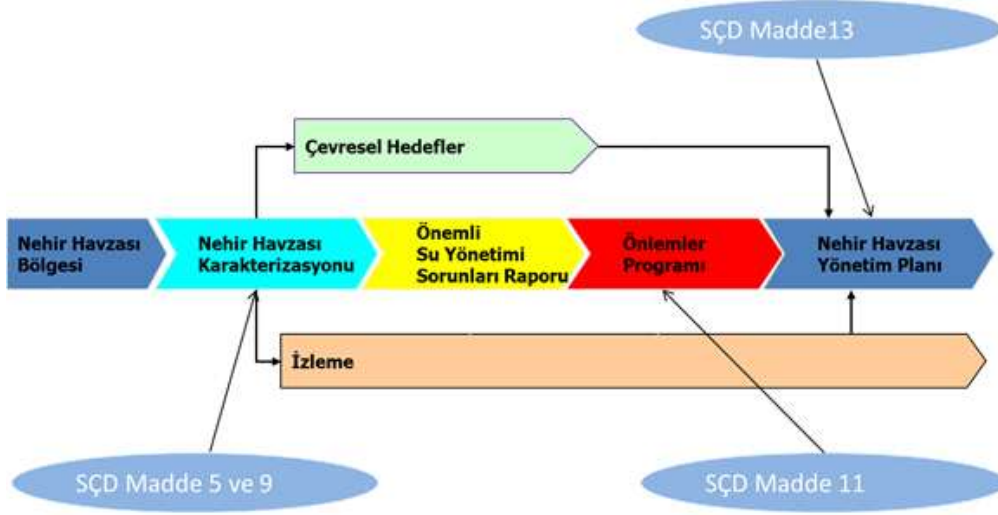 SÇD Madde13
Çevresel Hedefler
Nehir Havzası
Bölgesi
Nehir Havzası
Karakterizasyonu
Önemli
Su Yönetimi
Sorunları Raporu
Önlemler
Programı
Nehir Havzası
Yönetim Planı
İzleme
SÇD Madde 5 ve 9
SÇD Madde 11